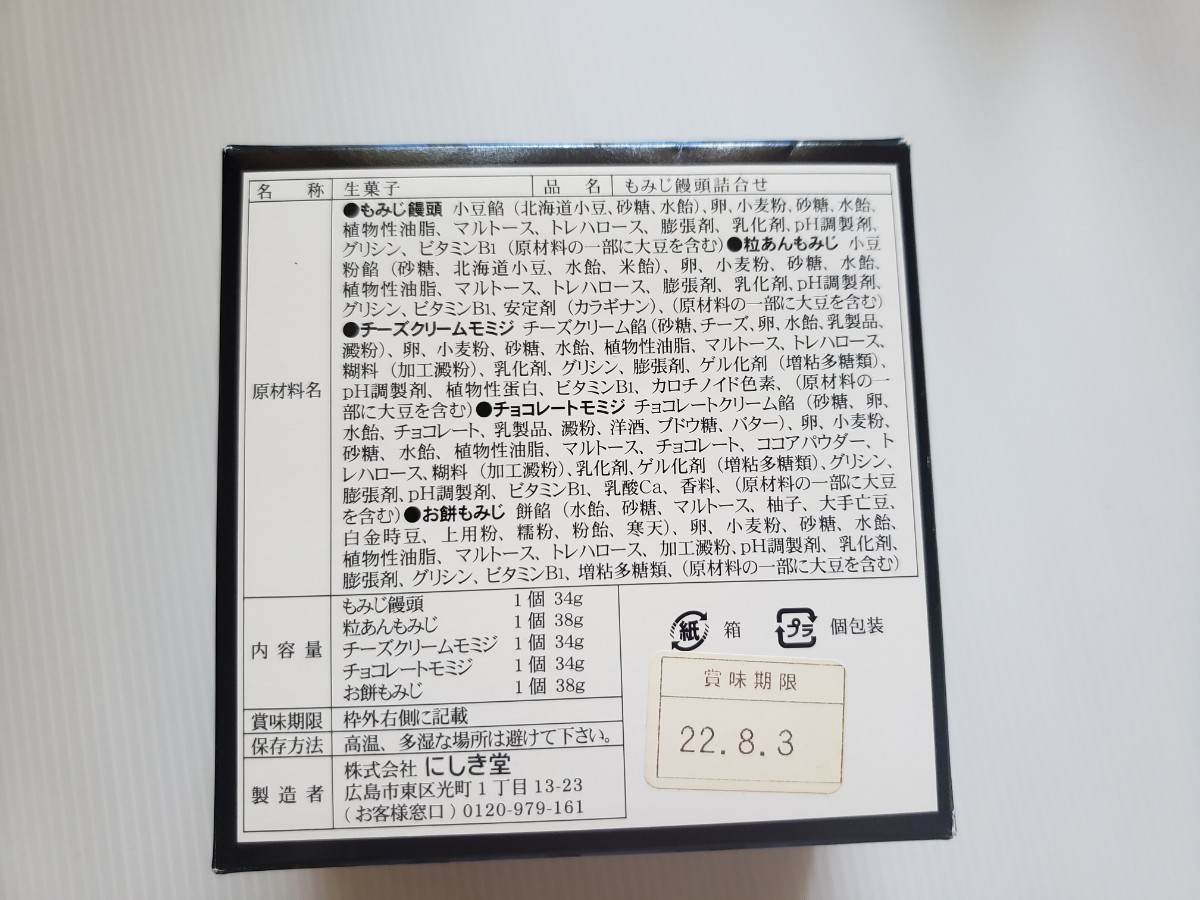 名称 生菓子 品名 もみじ饅頭詰合せ
原材料名
●もみじ饅頭 小豆餡(北海道小豆、砂糖、水飴)、卵、小麦粉、砂糖、水飴、
植物性油脂、マルトース、トレハロース、膨張剤、乳化剤、pH調製剤、
グリシン、ビタミンB1(原材料の一部に大豆を含む)●粒あんもみじ 小豆
粉餡(砂糖、北海道小豆、水飴、米飴)、卵、小麦粉、砂糖、水飴、
植物性油脂、マルトース、トレハロース、膨張剤、乳化剤、pH調製剤、
グリシン、ビタミンB1、安定剤(カラギナン)、(原材料の一部に大豆を含む)
●チーズクリームモミジ チーズクリーム餡(砂糖、チーズ、卵、水飴、乳製品、
澱粉)、卵、小麦粉、砂糖、水飴、植物性油脂、マルトース、トレハロース、
糊料(加工澱粉)、乳化剤、グリシン、膨張剤、ゲル化剤(増粘多糖類)、
pH調製剤、植物性蛋白、ビタミンB1、カロチノイド色素、(原材料の一
部に大豆を含む)●チョコレートモミジ チョコレートクリーム餡(砂糖、卵、
水飴、チョコレート、乳製品、澱粉、洋酒、ブドウ糖、バター)、卵、小麦粉、
砂糖、水飴、植物性油脂、マルトース、チョコレート、ココアパウダー、ト
レハロース、糊料(加工澱粉)、乳化剤、ゲル化剤(増粘多糖類)、グリシン、
膨張剤、pH調製剤、ビタミンB1、乳酸Ca、香料、(原材料の一部に大豆
を含む)●お餅もみじ 餅餡(水飴、砂糖、マルトース、柚子、大手亡豆、
白金時豆、上用粉、糯粉、粉飴、寒天)、卵、小麦粉、砂糖、水飴、
植物性油脂、マルトース、トレハロース、加工澱粉、pH調製剤、乳化剤、
膨張剤、グリシン、ビタミンB1、増粘多糖類、(原材料の一部に大豆を含む)
内容量
もみじ饅頭 1個 34g
粒あんもみじ 1個 38g
チーズクリームモミジ 1個 34g
チョコレートモミジ 1個 34g
お餅もみじ 1個 38g
賞味期限 枠外右側に記載
保存方法 高温、多湿な場所は避けて下さい。
製造者
株式会社 にしき堂
広島市東区光町1丁目13-23
(お客様窓口)0120-979-161
紙 箱 プラ 個包装
賞味期限
22.8.3